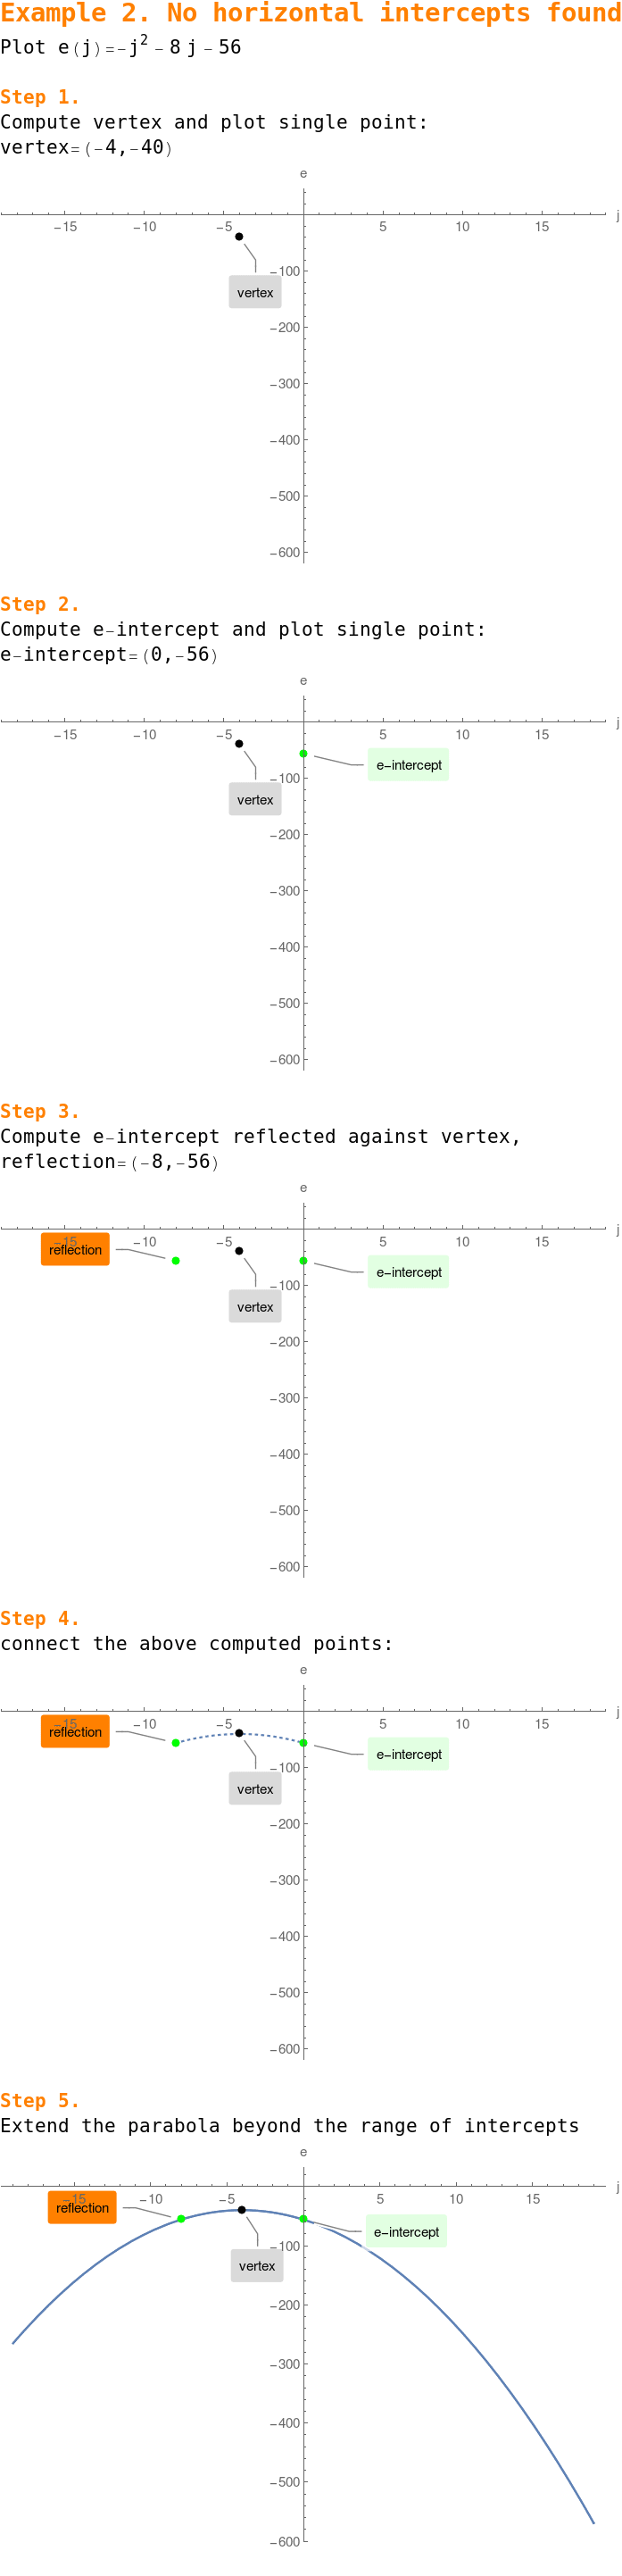 Example 2. No horizontal intercepts found
Plot e(j)=-j² - 8 j - 56
Step 1.
Compute vertex and plot single point:
vertex=(-4,-40)
e
j
-15 -10 -5 5 10 15
vertex
-100
-200
-300
-400
-500
-600
Step 2.
Compute e-intercept and plot single point:
e-intercept=(0,-56)
e
j
-15 -10 -5 5 10 15
e-intercept
-100
vertex
-200
-300
-400
-500
-600
Step 3.
Compute e-intercept reflected against vertex,
reflection=(-8,-56)
e
j
-15 -10 -5 5 10 15
reflection
e-intercept
-100
vertex
-200
-300
-400
-500
-600
Step 4.
connect the above computed points:
e
j
-15 -10 -5 5 10 15
reflection
e-intercept
-100
vertex
-200
-300
-400
-500
-600
Step 5.
Extend the parabola beyond the range of intercepts
e
j
-15 -10 -5 5 10 15
reflection
e-intercept
-100
vertex
-200
-300
-400
-500
-600